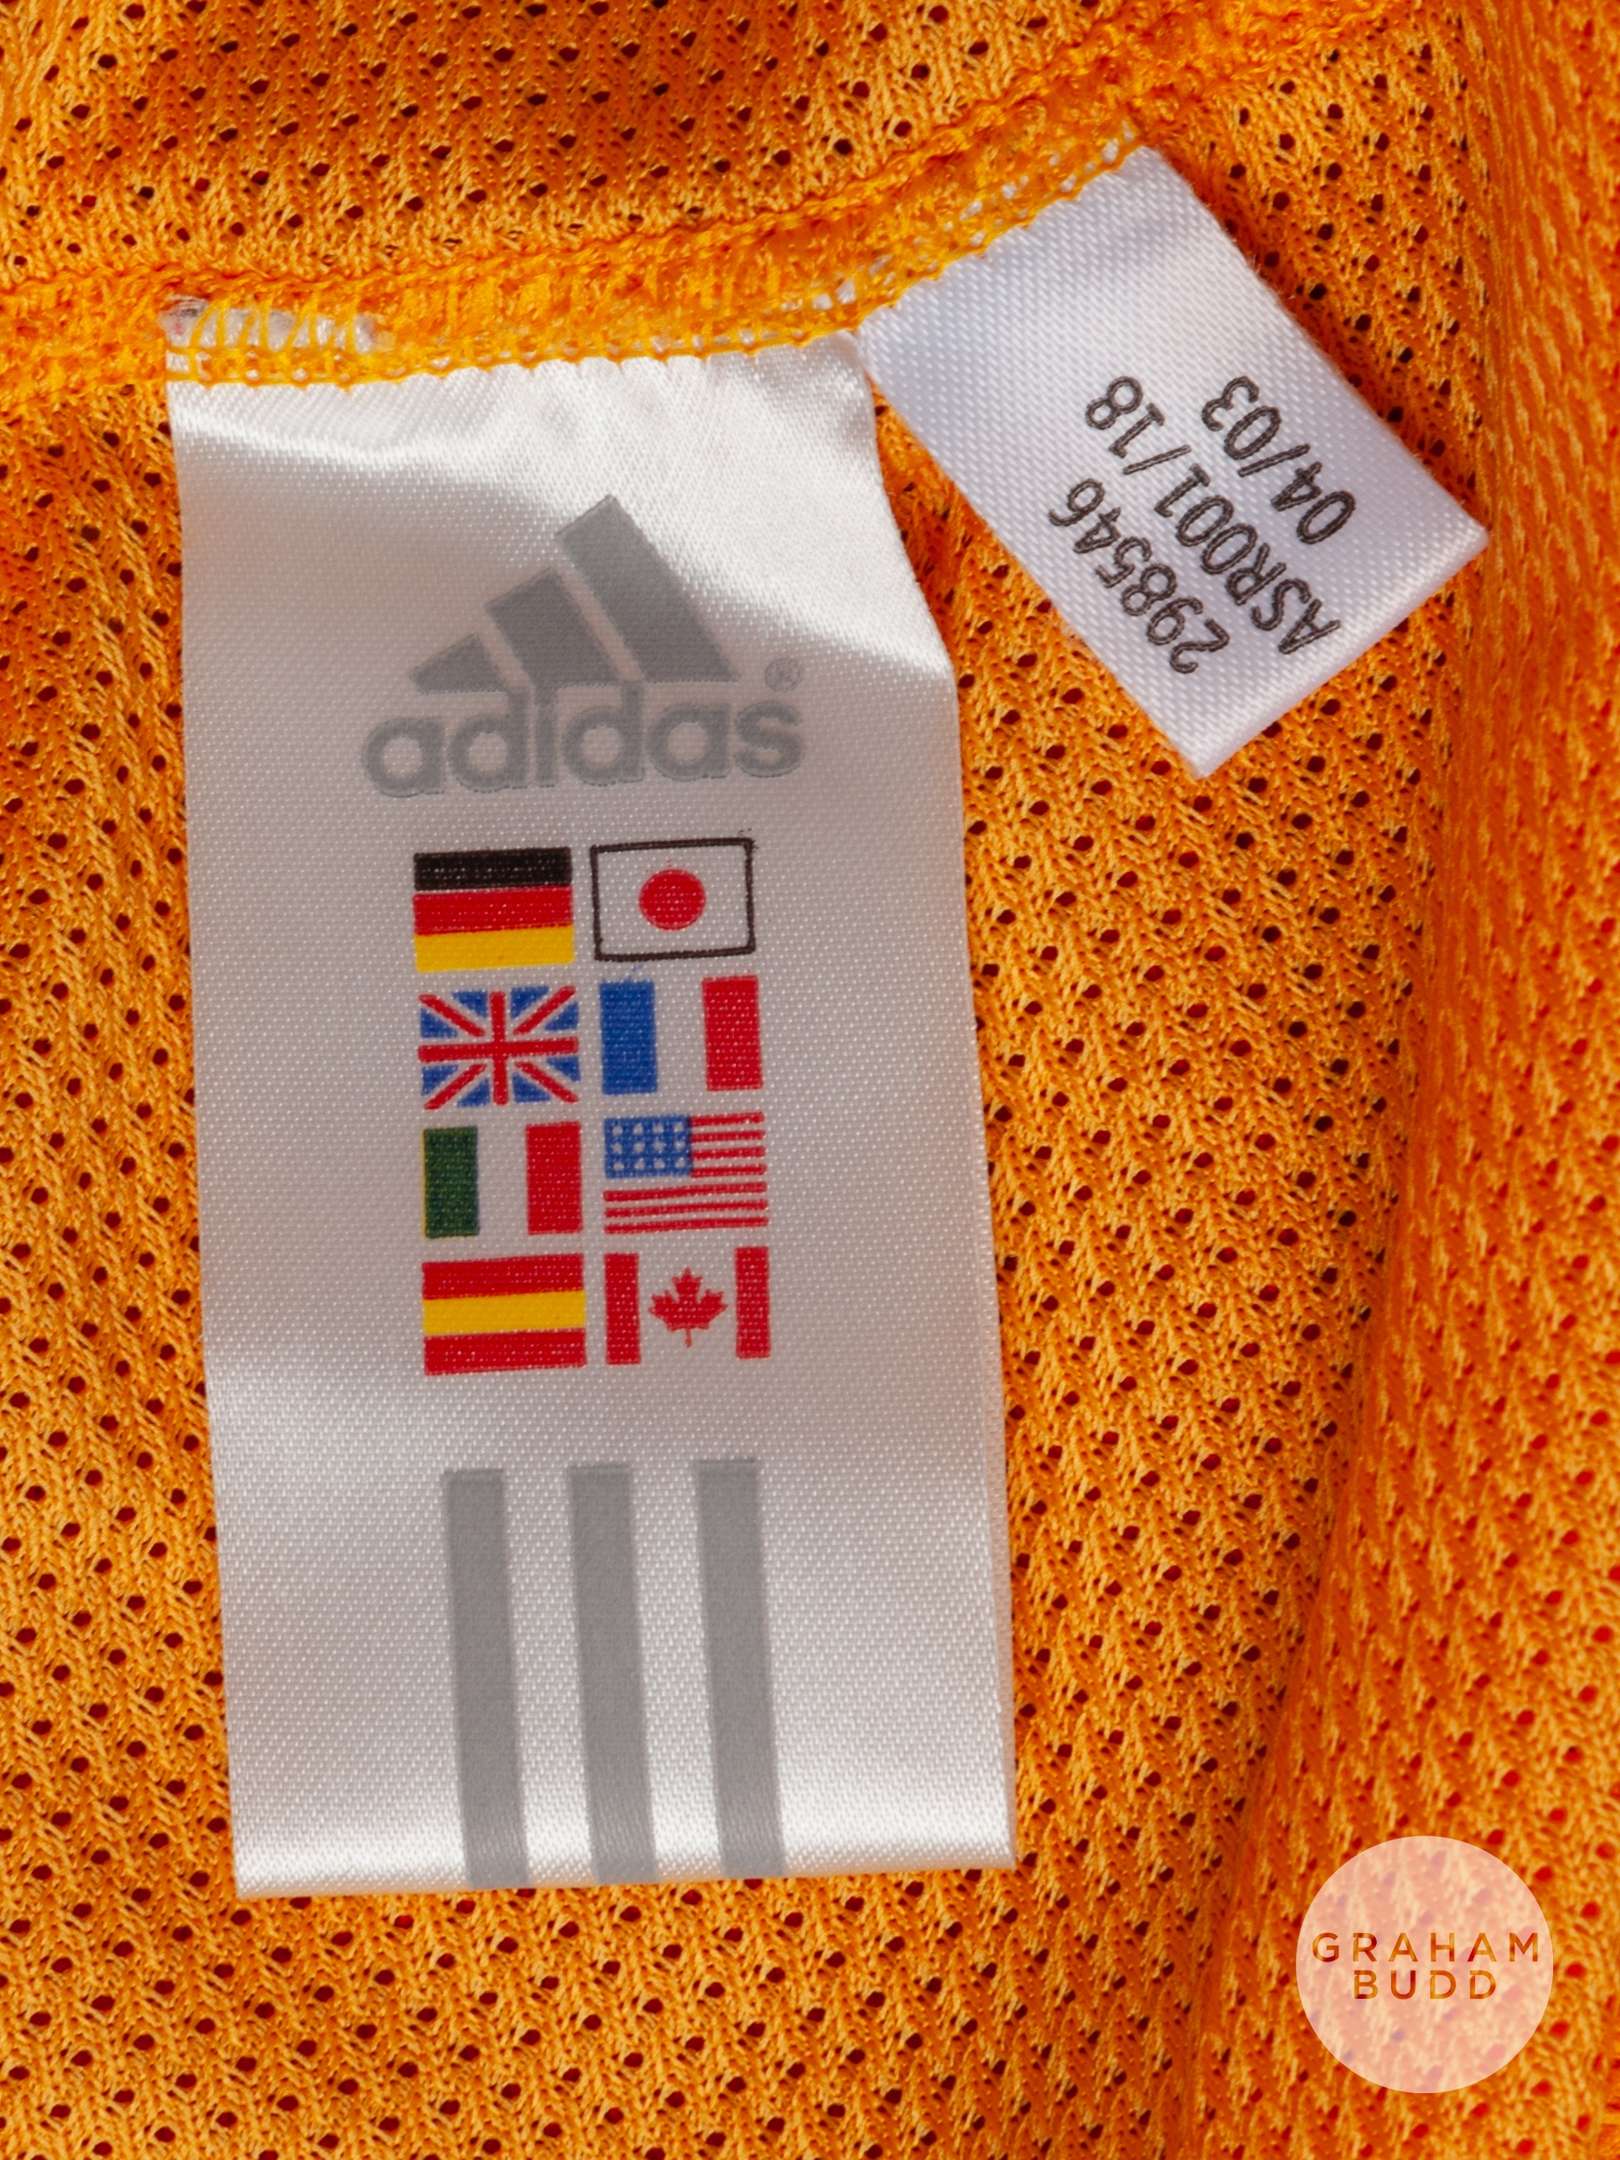 adidas®
298546
ASR001/18
04/03
GRAHAM
BUDD